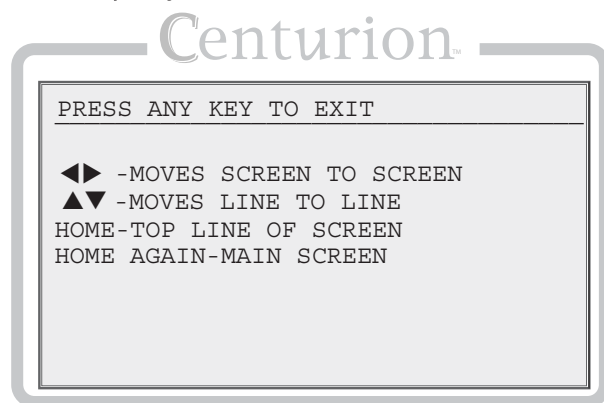 Centurion™
PRESS ANY KEY TO EXIT
◀▶ -MOVES SCREEN TO SCREEN
▲▼ -MOVES LINE TO LINE
HOME-TOP LINE OF SCREEN
HOME AGAIN-MAIN SCREEN